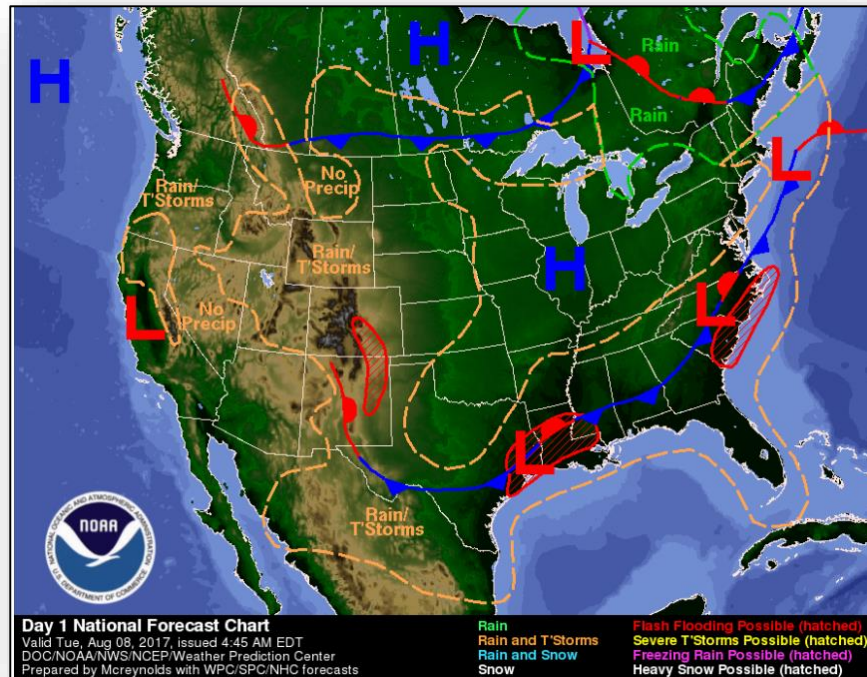 H
H
L
Rain
Rain
No
Precip
L
Rain/
T'Storms
Rain/
T'Storms
H
No
Precip
L
L
L
Rain/
T'Storms
NOAA
NATIONAL OCEANIC AND ATMOSPHERIC ADMINISTRATION
U.S. DEPARTMENT OF COMMERCE
Day 1 National Forecast Chart
Valid Tue, Aug 08, 2017, issued 4:45 AM EDT
DOC/NOAA/NWS/NCEP/Weather Prediction Center
Prepared by Mcreynolds with WPC/SPC/NHC forecasts
Rain
Rain and T'Storms
Rain and Snow
Snow
Flash Flooding Possible (hatched)
Severe T'Storms Possible (hatched)
Freezing Rain Possible (hatched)
Heavy Snow Possible (hatched)